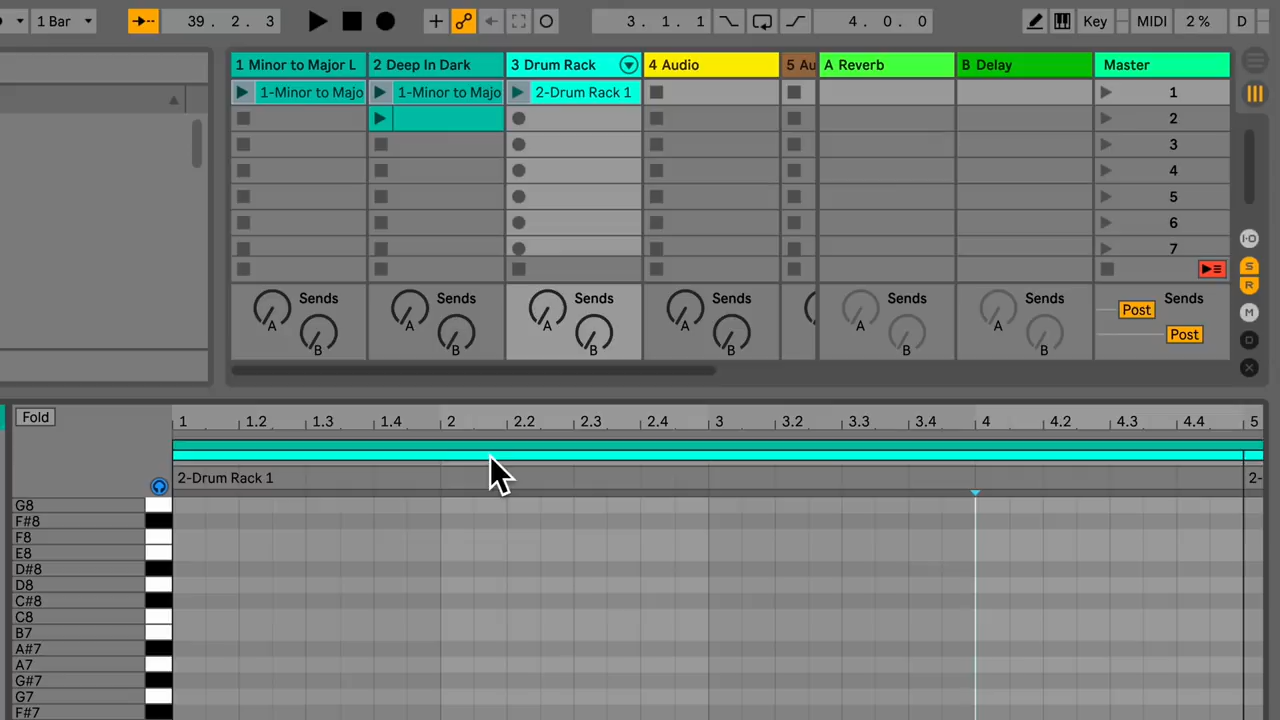 1 Bar 39. 2. 3 3. 1. 1 4. 0. 0 Key MIDI 2 % D
1 Minor to Major L 2 Deep In Dark 3 Drum Rack 4 Audio 5 Au A Reverb B Delay Master
1-Minor to Majo 1-Minor to Majo 2-Drum Rack 1 1
2
3
4
5
6
7
Sends Sends Sends Sends Sends Sends Sends
A A A A A A Post
B B B B B B Post
I·O
S
R
M
D
X
Fold 1 1.2 1.3 1.4 2 2.2 2.3 2.4 3 3.2 3.3 3.4 4 4.2 4.3 4.4 5
2-Drum Rack 1 2-
G8
F#8
F8
E8
D#8
D8
C#8
C8
B7
A#7
A7
G#7
G7
F#7